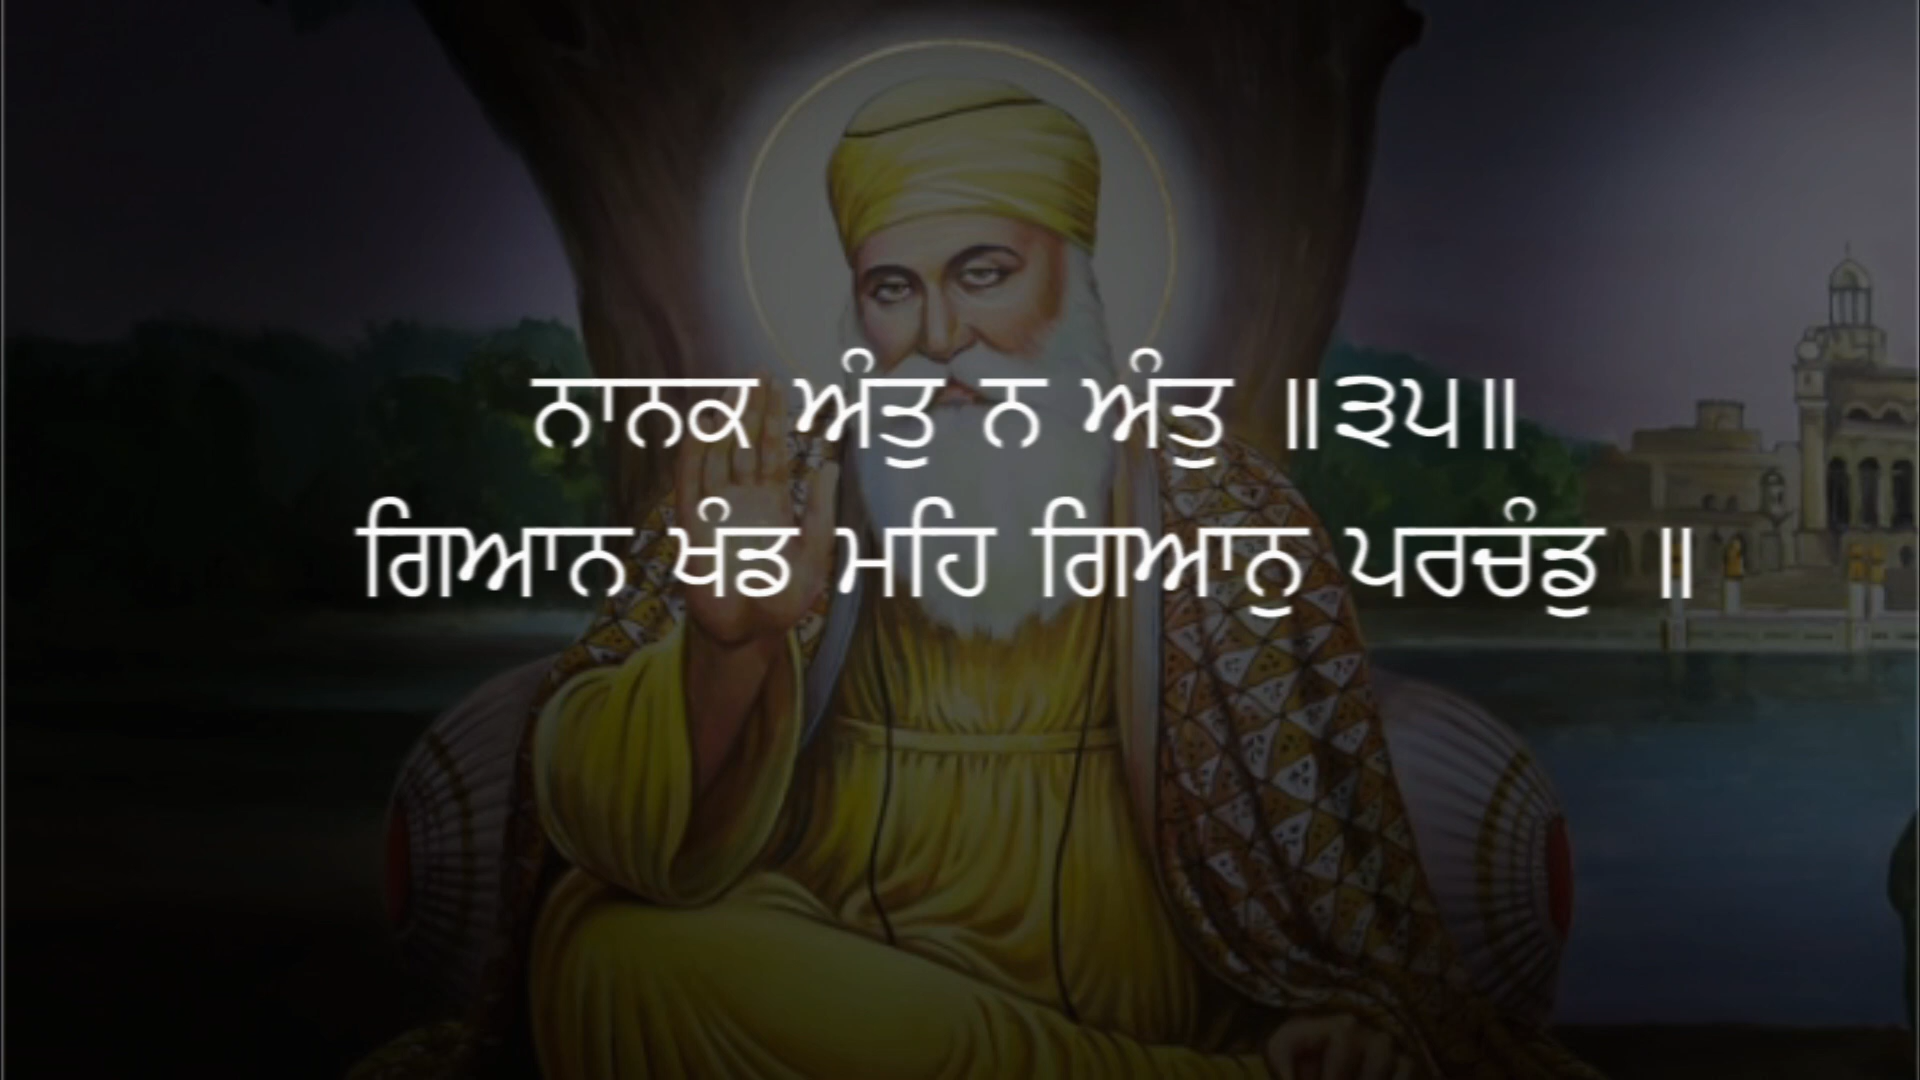 ਨਾਨਕ ਅੰਤੁ ਨ ਅੰਤੁ ॥੩੫॥
ਗਿਆਨ ਖੰਡ ਮਹਿ ਗਿਆਨੁ ਪਰਚੰਡੁ ॥